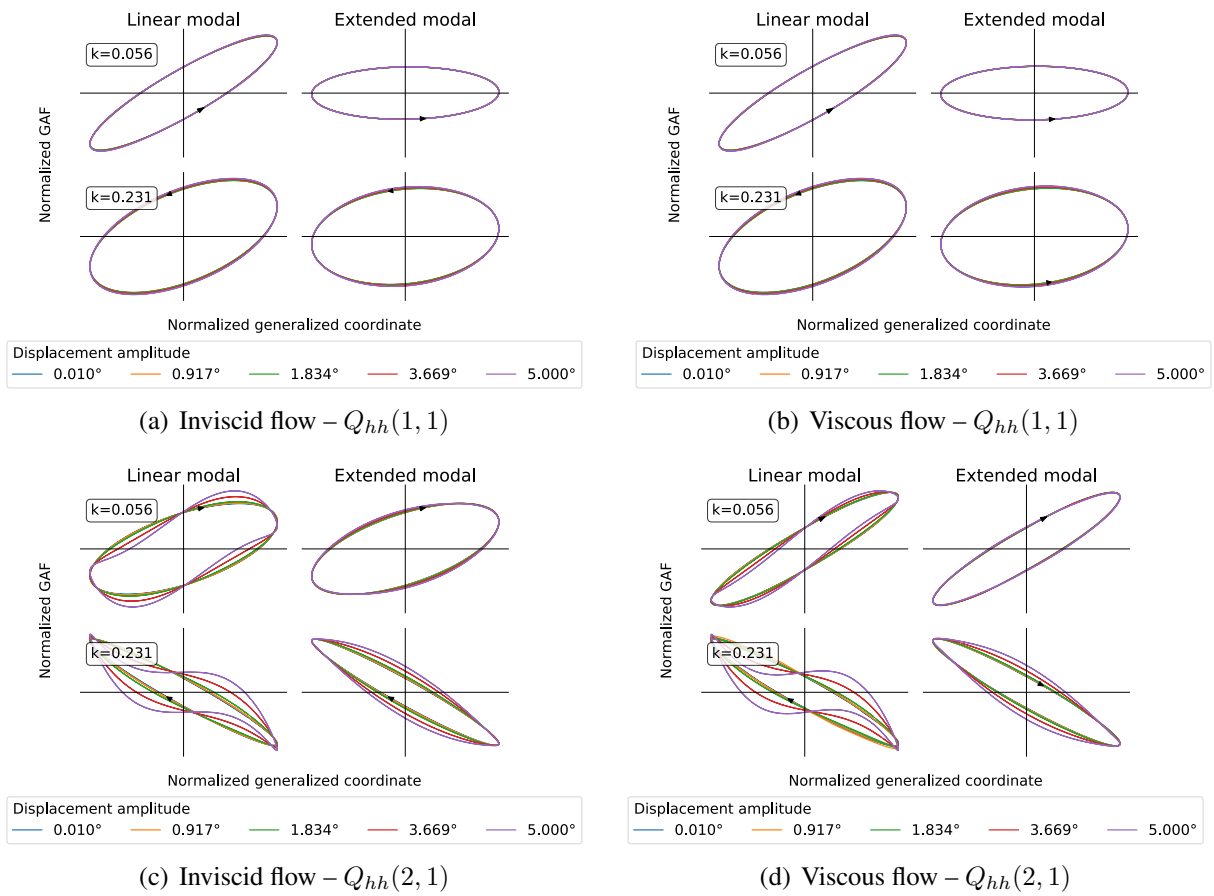 Linear modal
Extended modal
k=0.056
k=0.231
Normalized GAF
Normalized generalized coordinate
Displacement amplitude
0.010° 0.917° 1.834° 3.669° 5.000°
(a) Inviscid flow – Qhh(1, 1)
Linear modal
Extended modal
k=0.056
k=0.231
Normalized GAF
Normalized generalized coordinate
Displacement amplitude
0.010° 0.917° 1.834° 3.669° 5.000°
(b) Viscous flow – Qhh(1, 1)
Linear modal
Extended modal
k=0.056
k=0.231
Normalized GAF
Normalized generalized coordinate
Displacement amplitude
0.010° 0.917° 1.834° 3.669° 5.000°
(c) Inviscid flow – Qhh(2, 1)
Linear modal
Extended modal
k=0.056
k=0.231
Normalized GAF
Normalized generalized coordinate
Displacement amplitude
0.010° 0.917° 1.834° 3.669° 5.000°
(d) Viscous flow – Qhh(2, 1)